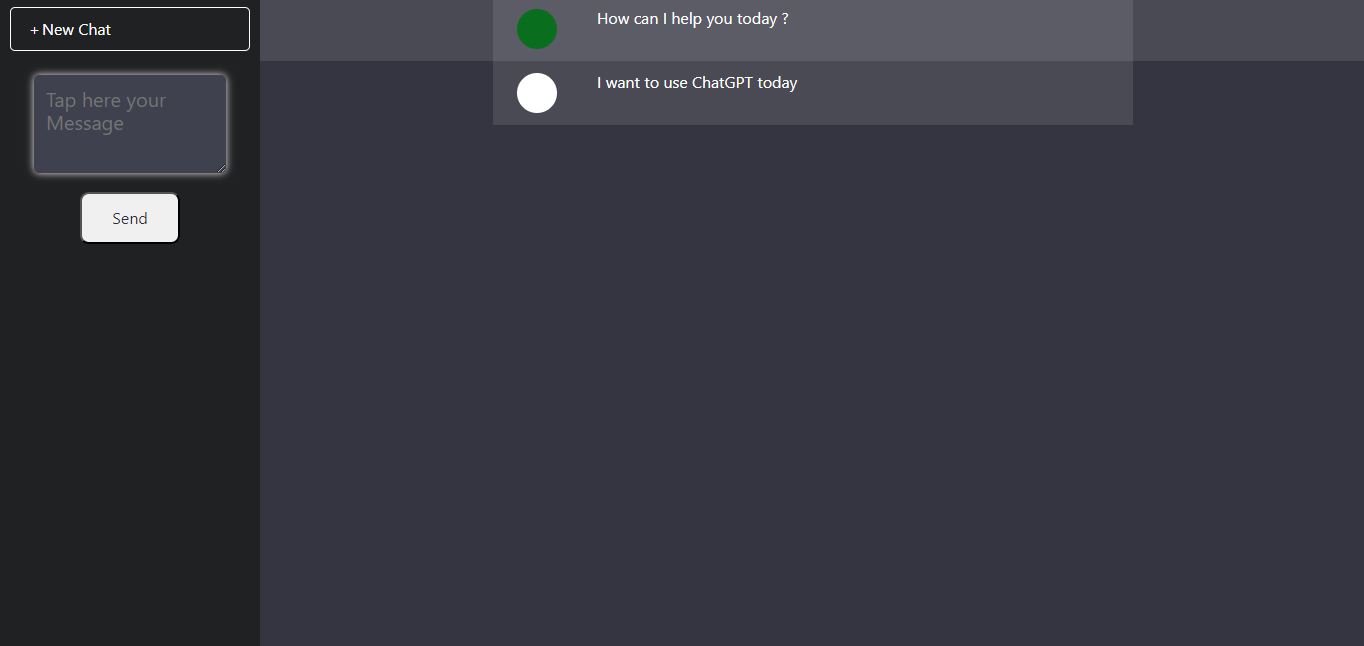 + New Chat
Tap here your
Message
Send
How can I help you today ?
I want to use ChatGPT today